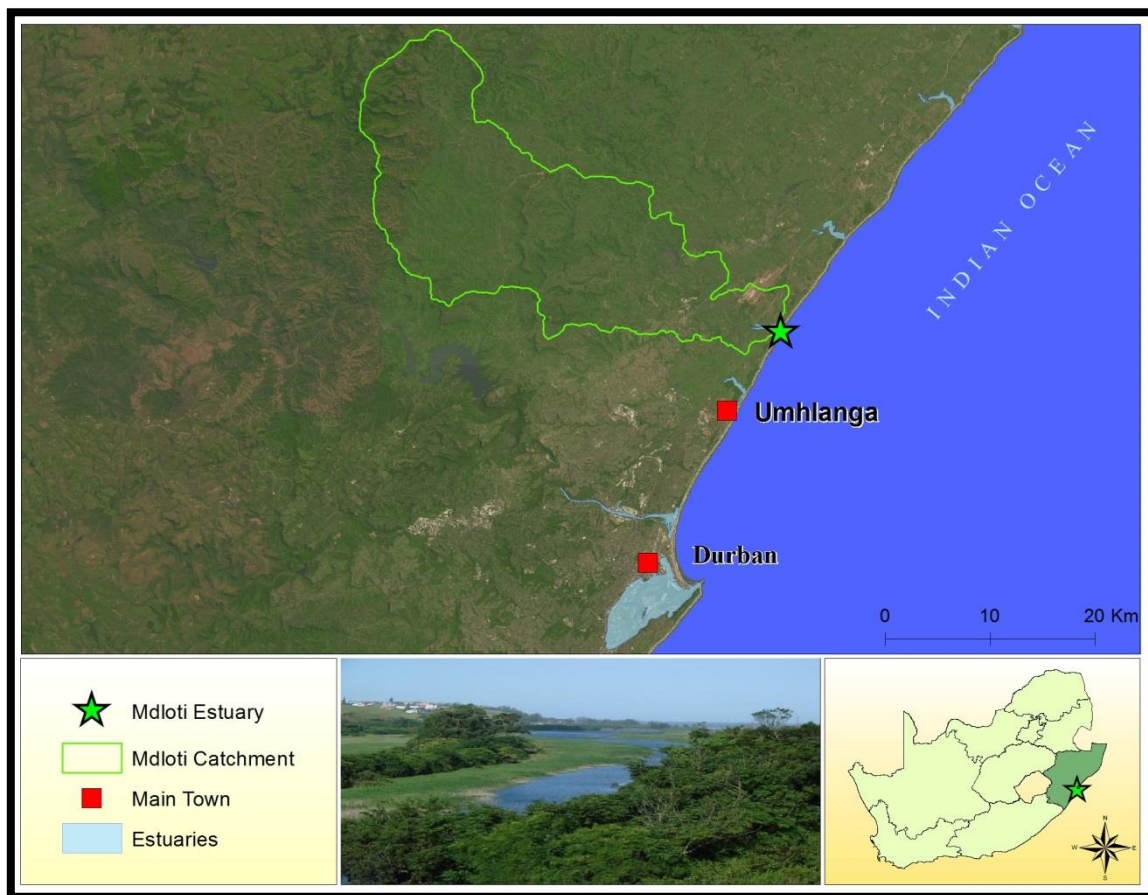 INDIAN OCEAN
Umhlanga
Durban
0 10 20 Km
Mdloti Estuary
Mdloti Catchment
Main Town
Estuaries
N
W E
S